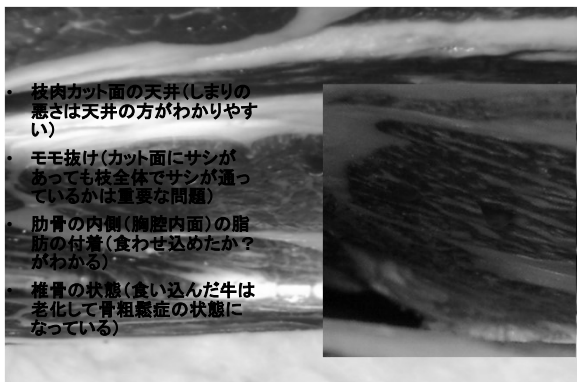 • 枝肉カット面の天井(しまりの
悪さは天井の方がわかりやす
い)
• モモ抜け(カット面にサシが
あっても枝全体でサシが通っ
ているかは重要な問題)
• 肋骨の内側(胸腔内面)の脂
肪の付着(食わせ込めたか?
がわかる)
• 椎骨の状態(食い込んだ牛は
老化して骨粗鬆症の状態に
なっている)